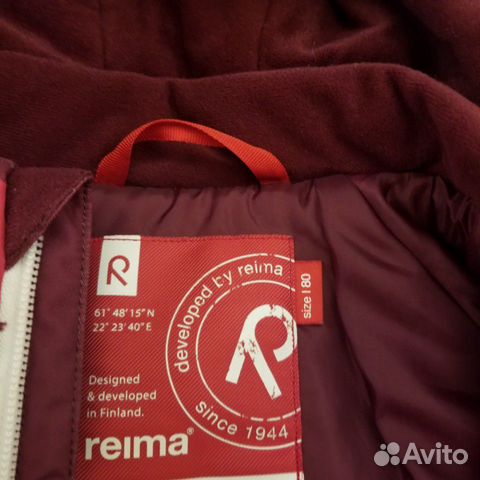 R
61° 48' 15" N
22° 23' 40" E
Designed
& developed
in Finland.
reima®
developed by reima
R
since 1944
size | 80
Avito